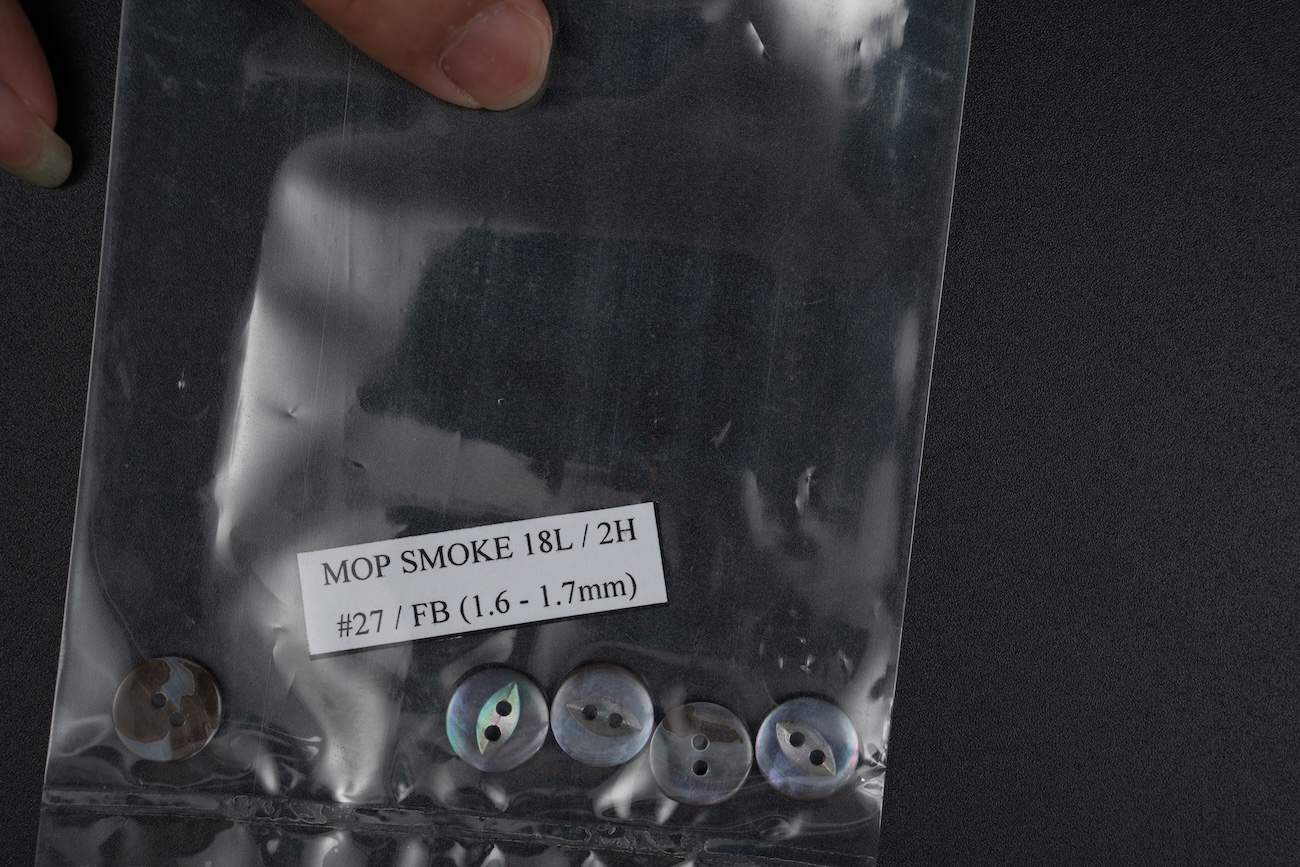 MOP SMOKE 18L / 2H
#27 / FB (1.6 - 1.7mm)